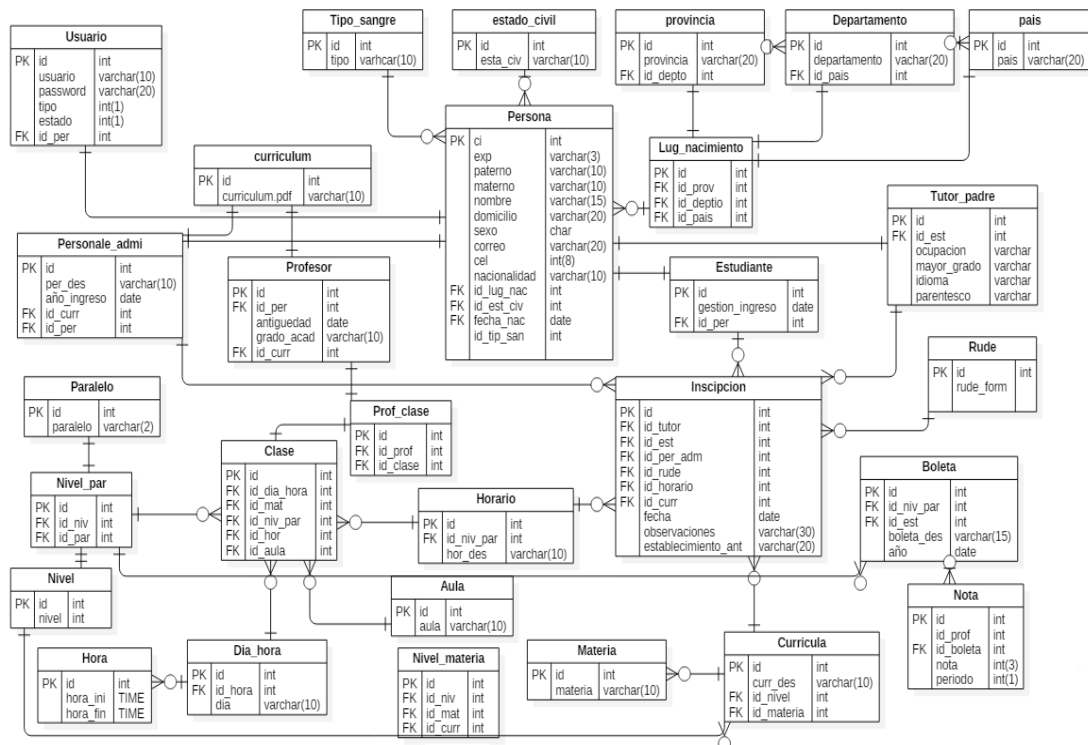 Usuario
PK id int
usuario varchar(10)
password varchar(20)
tipo int(1)
estado int(1)
FK id_per int
Tipo_sangre
PK id int
tipo varhcar(10)
estado_civil
PK id int
esta_civ varchar(10)
provincia
PK id int
provincia varchar(20)
FK id_depto int
Departamento
PK id int
departamento vachar(20)
FK id_pais int
pais
PK id int
pais varchar(20)
curriculum
PK id int
curriculum.pdf varchar(10)
Persona
PK ci int
exp varchar(3)
paterno varchar(10)
materno varchar(10)
nombre varchar(15)
domicilio varchar(20)
sexo char
correo varchar(20)
cel int(8)
nacionalidad varchar(10)
FK id_lug_nac int
FK id_est_civ int
FK fecha_nac date
id_tip_san int
Lug_nacimiento
PK id int
FK id_prov int
FK id_deptio int
FK id_pais int
Tutor_padre
PK id int
FK id_est int
ocupacion varchar
mayor_grado varchar
idioma varchar
parentesco varchar
Personale_admi
PK id int
per_des varchar(10)
año_ingreso date
FK id_curr int
FK id_per int
Profesor
PK id int
FK id_per int
antiguedad date
grado_acad varchar(10)
FK id_curr int
Estudiante
PK id int
gestion_ingreso date
FK id_per int
Rude
PK id int
rude_form
Paralelo
PK id int
paralelo varchar(2)
Prof_clase
PK id int
FK id_prof int
FK id_clase int
Inscipcion
PK id int
FK id_tutor int
FK id_est int
FK id_per_adm int
FK id_rude int
FK id_horario int
FK id_curr int
fecha date
observaciones varchar(30)
establecimiento_ant varchar(20)
Clase
PK id int
FK id_dia_hora int
FK id_mat int
FK id_niv_par int
FK id_hor int
FK id_aula int
Nivel_par
PK id int
FK id_niv int
FK id_par int
Horario
PK id int
FK id_niv_par int
hor_des varchar(10)
Boleta
PK id int
FK id_niv_par int
FK id_est int
boleta_des varchar(15)
año date
Nivel
PK id int
nivel int
Aula
PK id int
aula varchar(10)
Nota
PK id int
id_prof int
FK id_boleta int
nota int(3)
periodo int(1)
Hora
PK id int
hora_ini TIME
hora_fin TIME
Dia_hora
PK id int
FK id_hora int
dia varchar(10)
Nivel_materia
PK id int
FK id_niv int
FK id_mat int
FK id_curr int
Materia
PK id int
materia varchar(10)
Curricula
PK id int
curr_des varchar(10)
FK id_nivel int
FK id_materia int